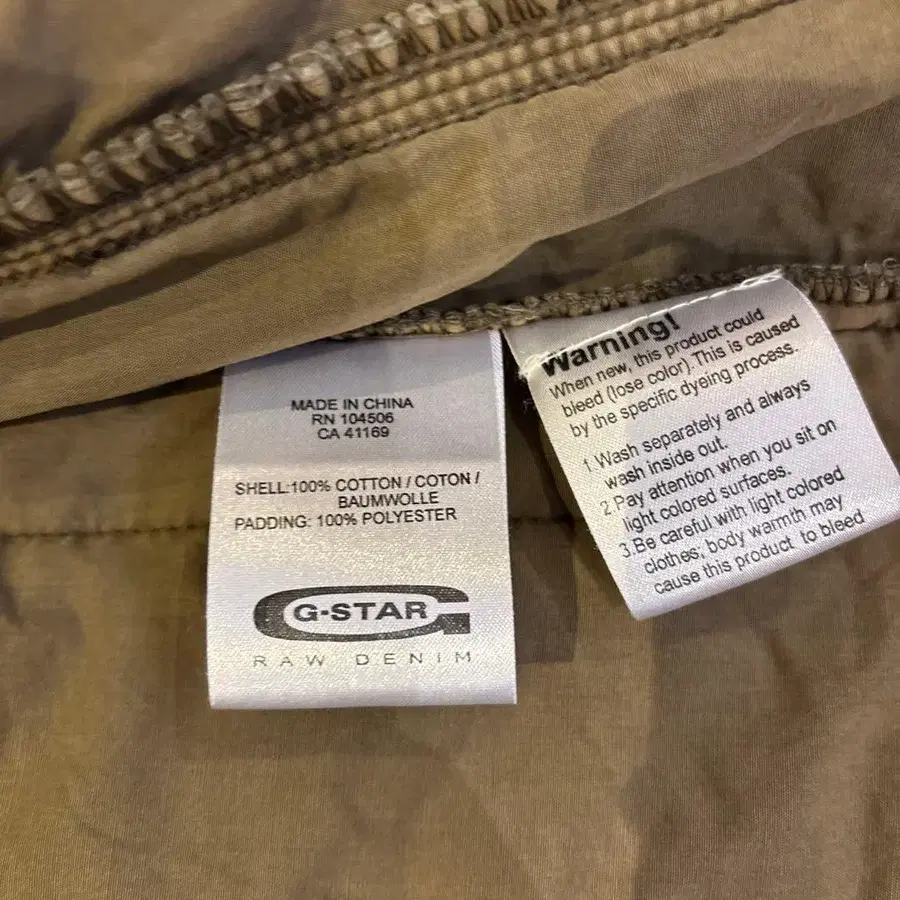 MADE IN CHINA
RN 104506
CA 41169
SHELL:100% COTTON / COTON /
BAUMWOLLE
PADDING: 100% POLYESTER
G-STAR
RAW DENIM
Warning!
When new, this product could
bleed (lose color).This is caused
by the specific dyeing process.
1.Wash separately and always
wash inside out.
2.Pay attention when you sit on
light colored surfaces.
3.Be careful with light colored
clothes; body warmth may
cause this product to bleed